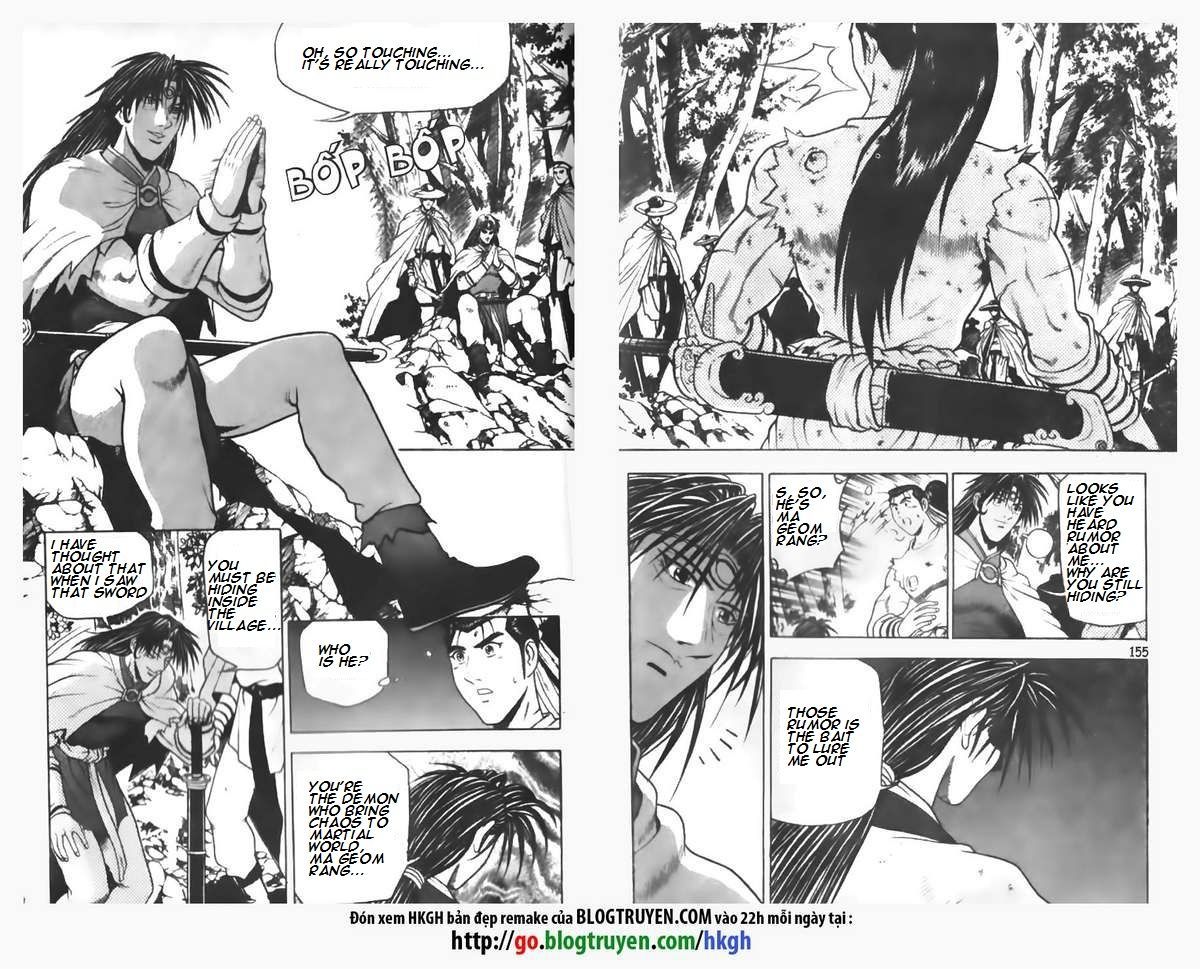 OH, SO TOUCHING...
IT'S REALLY TOUCHING...
BỐP BỐP
I HAVE
THOUGHT
ABOUT THAT
WHEN I SAW
THAT SWORD
YOU
MUST BE
HIDING
INSIDE
THE
VILLAGE...
WHO
IS HE?
YOU'RE
THE DEMON
WHO BRING
CHAOS TO
MARTIAL
WORLD,
MA GEOM
RANG...
S, SO,
HE'S
MA
GEOM
RANG?
LOOKS
LIKE YOU
HAVE
HEARD
RUMOR
ABOUT
ME...
WHY ARE
YOU STILL
HIDING?
155
THOSE
RUMOR IS
THE BAIT
TO LURE
ME OUT
Đón xem HKGH bản đẹp remake của BLOGTRUYEN.COM vào 22h mỗi ngày tại :
http://go.blogtruyen.com/hkgh